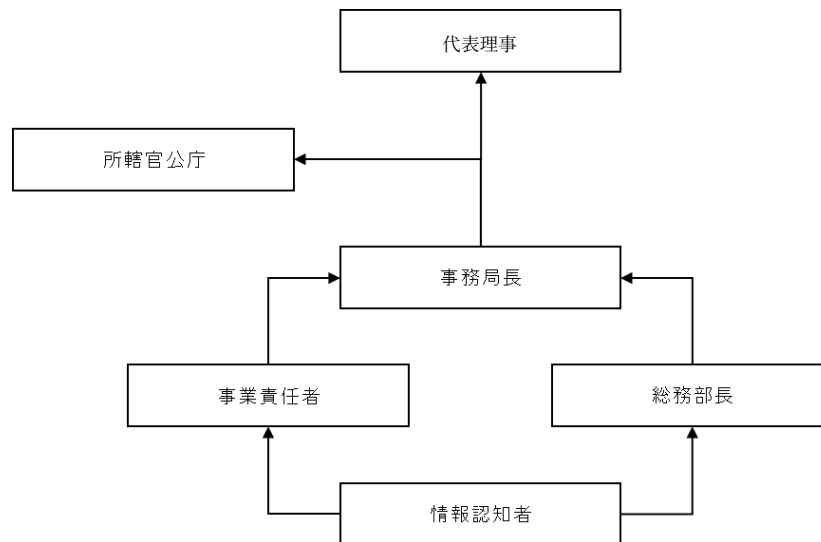 代表理事
所轄官公庁
事務局長
事業責任者
総務部長
情報認知者